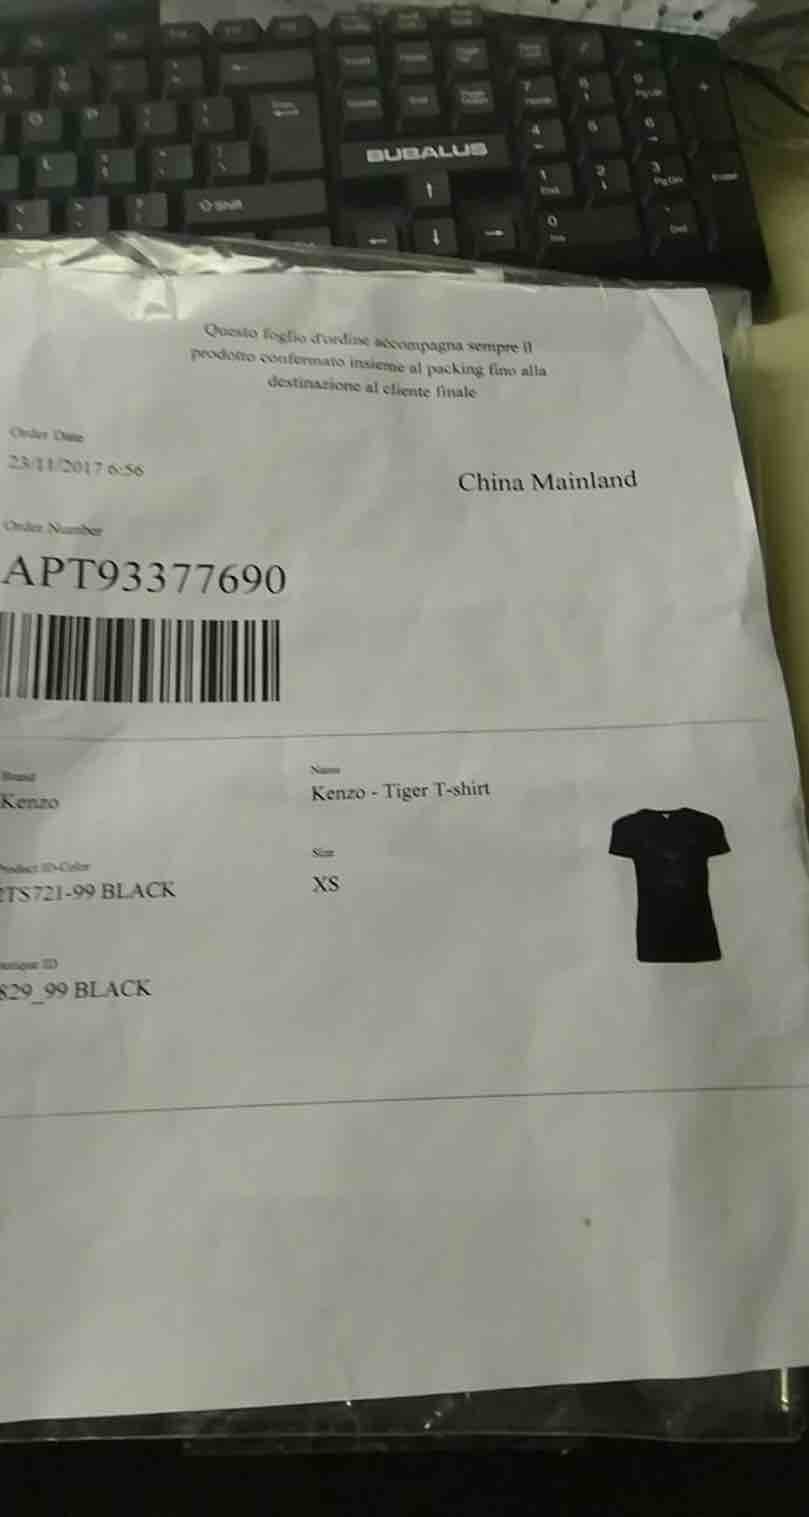 BUBALUS
Questo foglio d'ordine accompagna sempre il
prodotto confermato insieme al packing fino alla
destinazione al cliente finale
Order Date
23/11/2017 6:56
China Mainland
Order Number
APT93377690
Brand
Kenzo
Name
Kenzo - Tiger T-shirt
Product ID-Color
TS721-99 BLACK
Size
XS
ID
829_99 BLACK